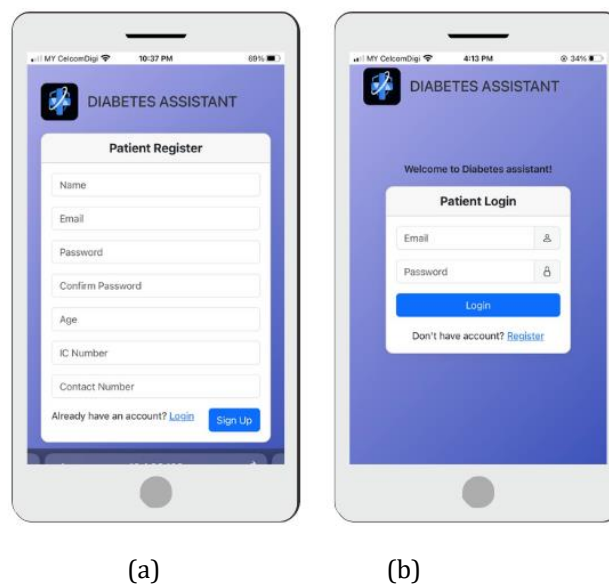 MY CelcomDigi 10:37 PM 69%
DIABETES ASSISTANT
Patient Register
Name
Email
Password
Confirm Password
Age
IC Number
Contact Number
Already have an account? Login
Sign Up
(a)
MY CelcomDigi 4:13 PM 34%
DIABETES ASSISTANT
Welcome to Diabetes assistant!
Patient Login
Email
Password
Login
Don't have account? Register
(b)